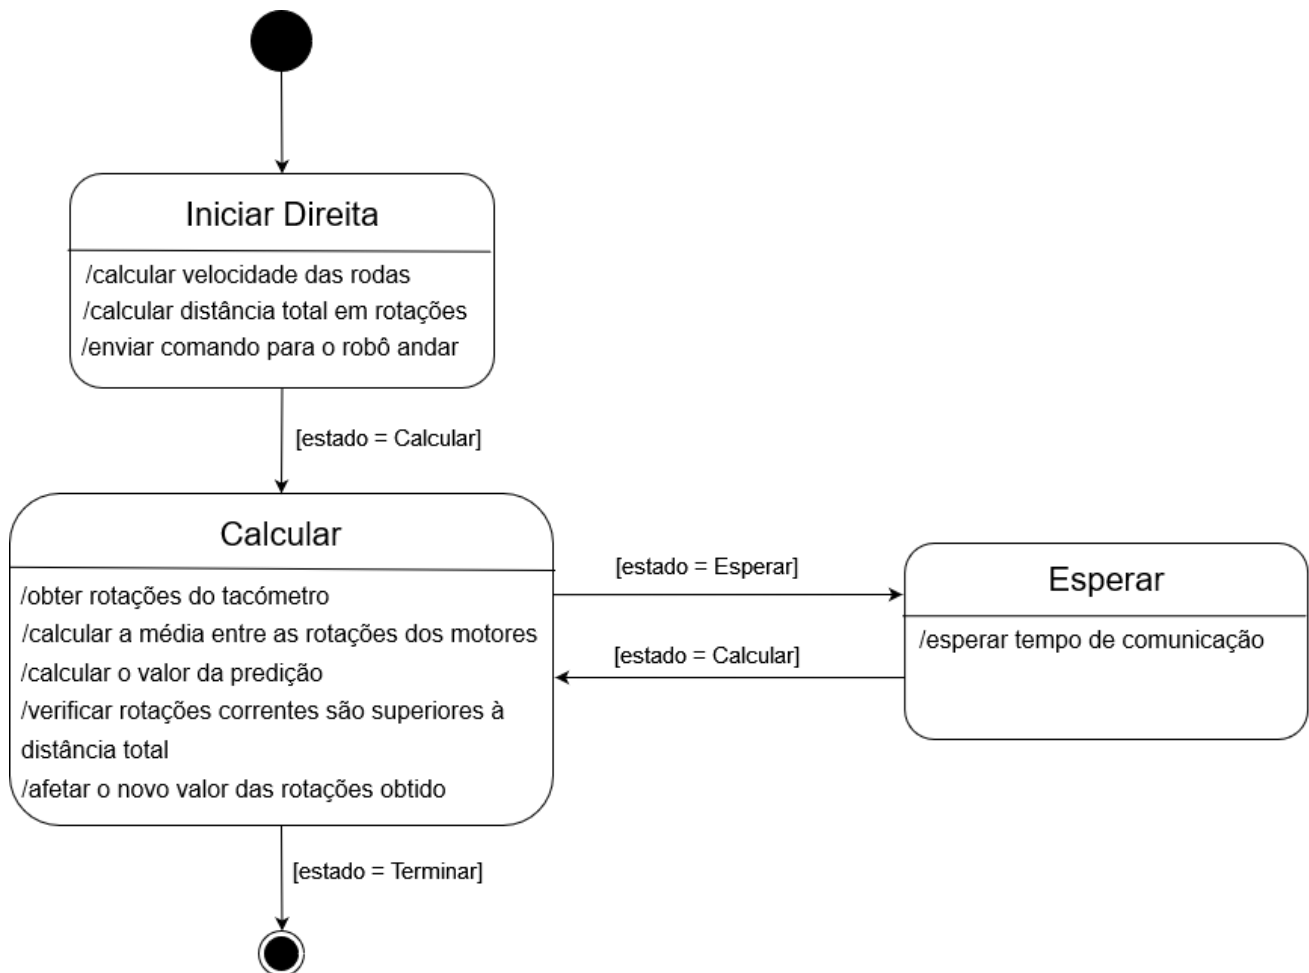 Iniciar Direita
/calcular velocidade das rodas
/calcular distância total em rotações
/enviar comando para o robô andar
[estado = Calcular]
Calcular
/obter rotações do tacómetro
/calcular a média entre as rotações dos motores
/calcular o valor da predição
/verificar rotações correntes são superiores à
distância total
/afetar o novo valor das rotações obtido
[estado = Esperar]
[estado = Calcular]
Esperar
/esperar tempo de comunicação
[estado = Terminar]